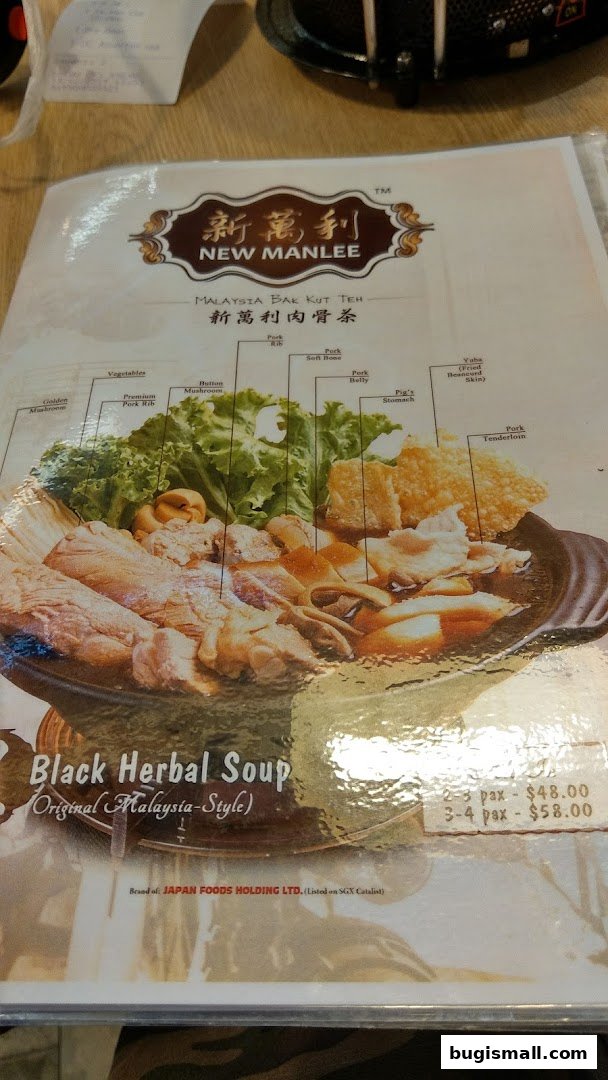 TM
新萬利
NEW MANLEE
MALAYSIA BAK KUT TEH
新萬利肉骨茶
Pork
Rib
Pork
Soft Bone
Yuba
(Fried
Beancurd
Skin)
Vegetables
Pork
Belly
Button
Mushroom
Pig's
Stomach
Premium
Pork Rib
Golden
Mushroom
Pork
Tenderloin
Black Herbal Soup
(Original Malaysia-Style)
2-3 pax - $48.00
3-4 pax - $58.00
Brand of: JAPAN FOODS HOLDING LTD. (Listed on SGX Catalist)
bugismall.com